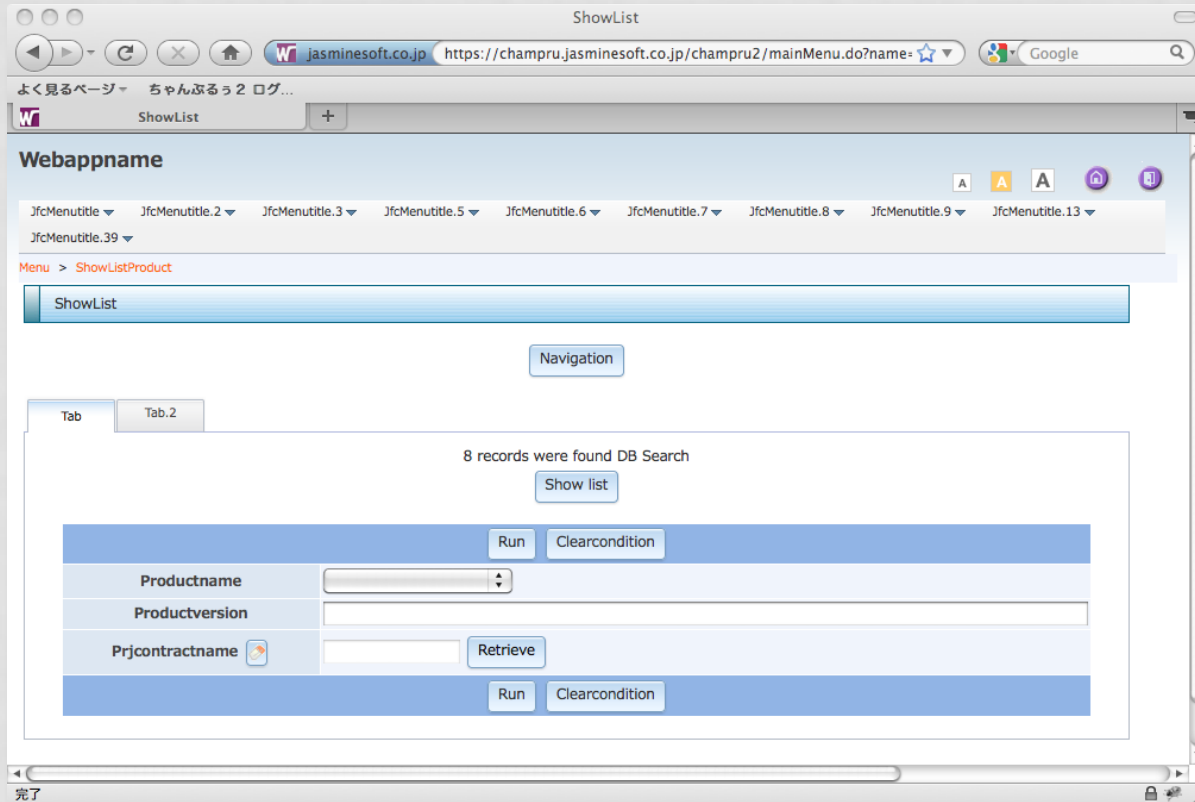 ShowList
jasminesoft.co.jp https://champru.jasminesoft.co.jp/champru2/mainMenu.do?name= Google
よく見るページ ちゃんぷるぅ2 ログ...
ShowList +
Webappname
A A A
JfcMenutitle JfcMenutitle.2 JfcMenutitle.3 JfcMenutitle.5 JfcMenutitle.6 JfcMenutitle.7 JfcMenutitle.8 JfcMenutitle.9 JfcMenutitle.13
JfcMenutitle.39
Menu > ShowListProduct
ShowList
Navigation
Tab Tab.2
8 records were found DB Search
Show list
Run Clearcondition
Productname
Productversion
Prjcontractname Retrieve
Run Clearcondition
完了